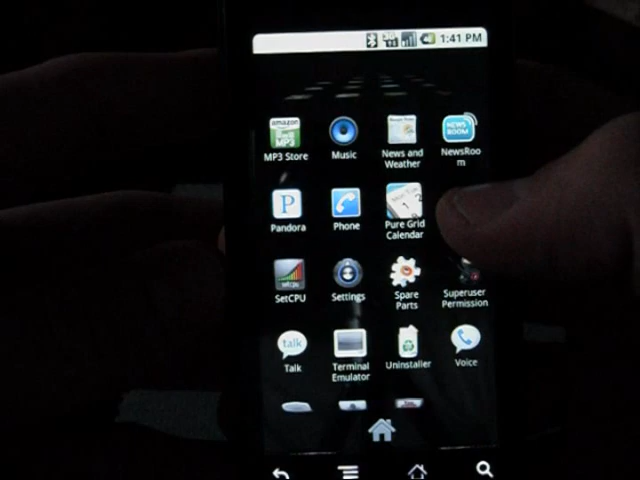 1:41 PM
amazon
MP3
MP3 Store
Music
News and
Weather
NEWS
ROOM
NewsRoo
m
P
Pandora
Phone
Pure Grid
Calendar
SetCPU
Settings
Spare
Parts
Superuser
Permission
talk
Talk
Terminal
Emulator
Uninstaller
Voice